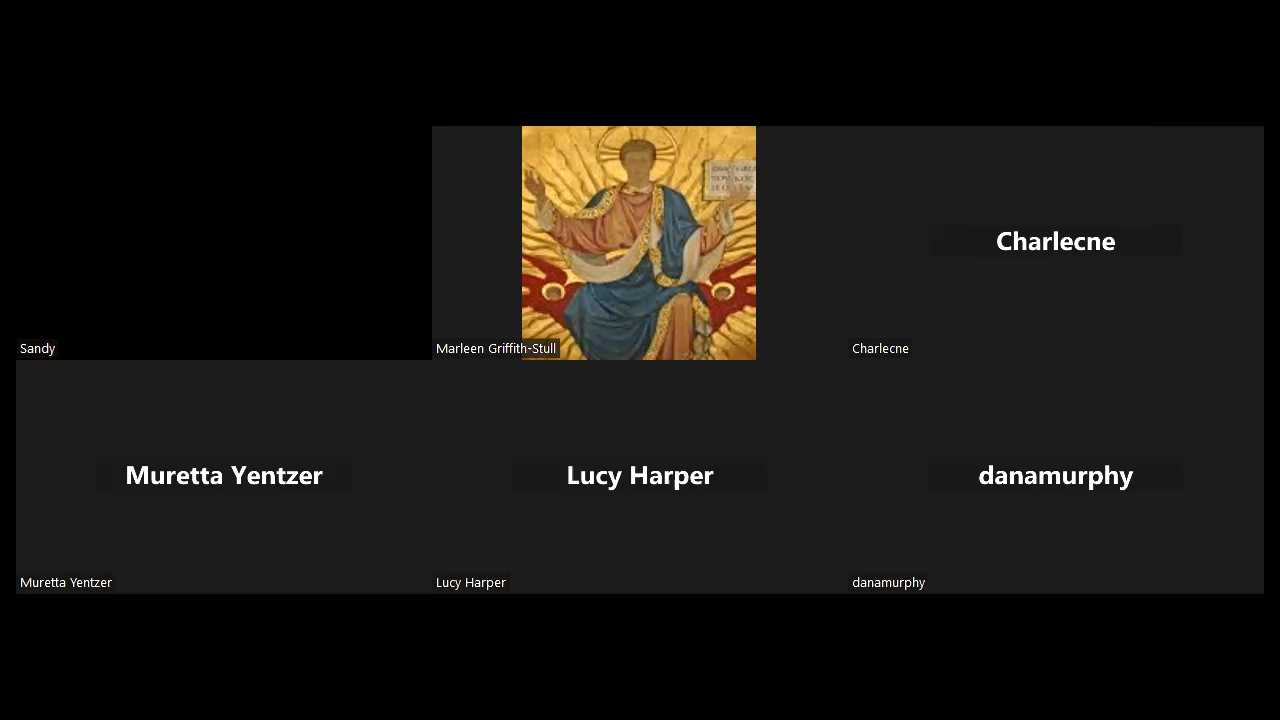 Charlecne
Sandy
Marleen Griffith-Stull
Charlecne
Muretta Yentzer
Lucy Harper
danamurphy
Muretta Yentzer
Lucy Harper
danamurphy